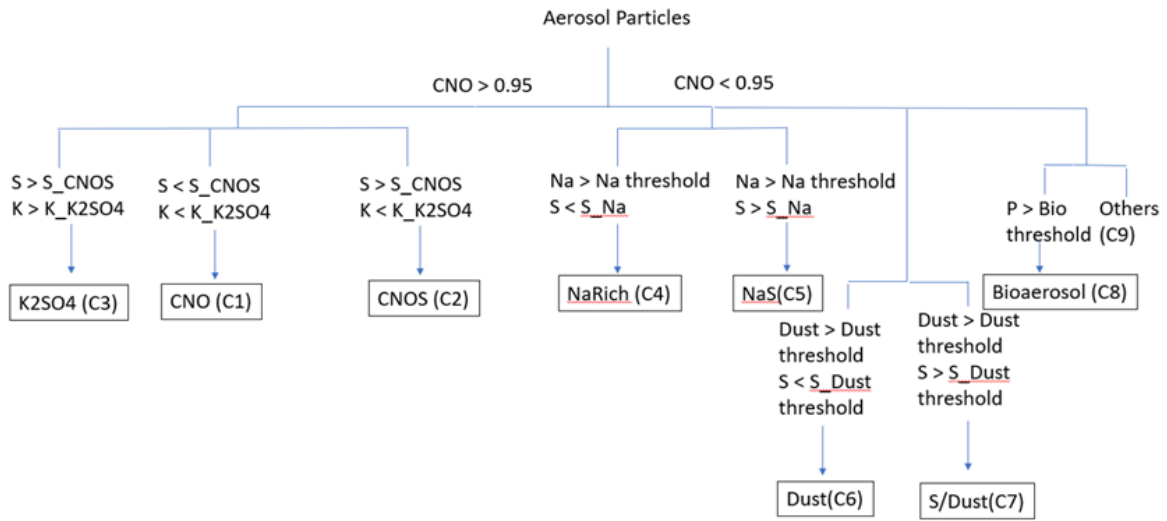 Aerosol Particles
CNO > 0.95
CNO < 0.95
S > S_CNOS
K > K_K2SO4
K2SO4 (C3)
S < S_CNOS
K < K_K2SO4
CNO (C1)
S > S_CNOS
K < K_K2SO4
CNOS (C2)
Na > Na threshold
S < S_Na
NaRich (C4)
Na > Na threshold
S > S_Na
NaS(C5)
Dust > Dust
threshold
S < S_Dust
threshold
Dust(C6)
Dust > Dust
threshold
S > S_Dust
threshold
S/Dust(C7)
P > Bio
threshold
Bioaerosol (C8)
Others
(C9)